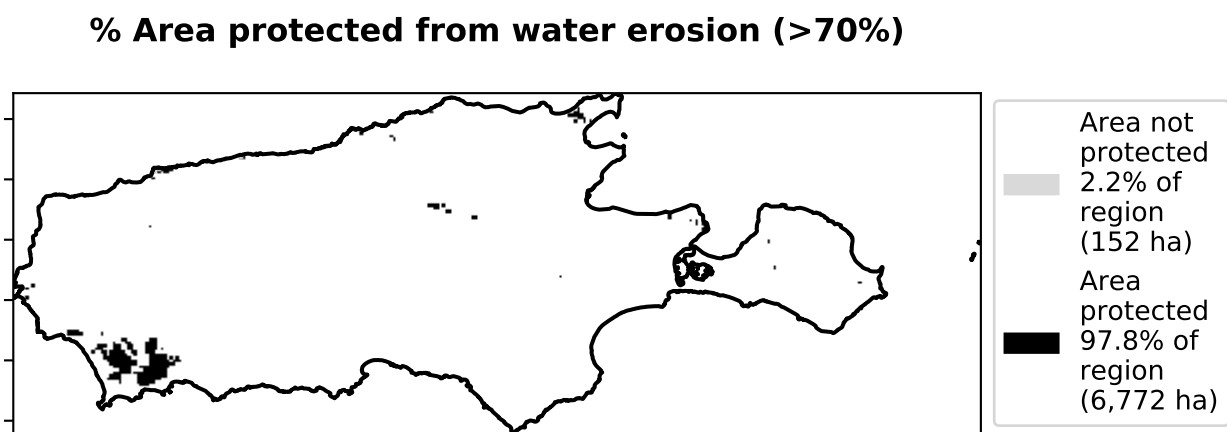 % Area protected from water erosion (>70%)
Area not
protected
2.2% of
region
(152 ha)
Area
protected
97.8% of
region
(6,772 ha)